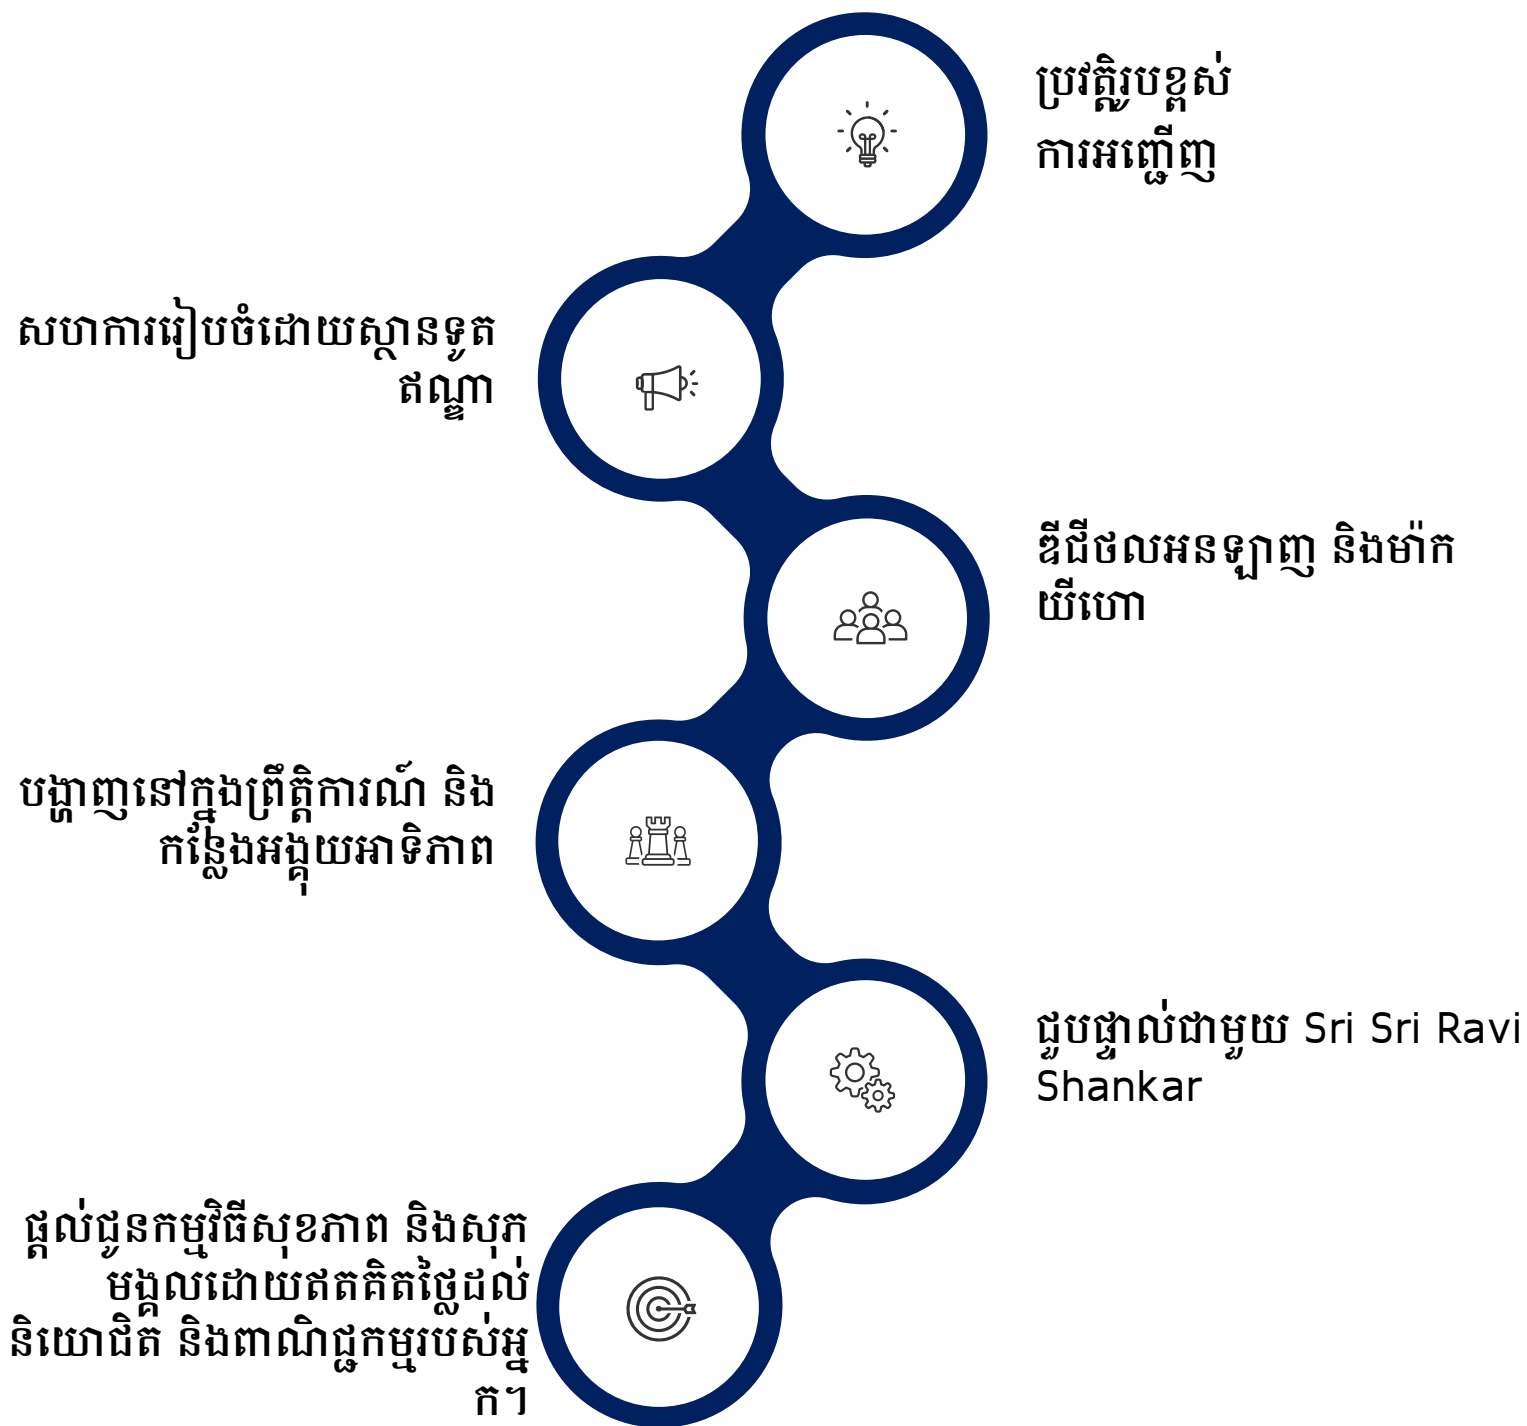 ប្រវត្តិរូបខ្ពស់
ការអញ្ជើញ
សហការរៀបចំដោយស្ថានទូត
ឥណ្ឌា
ឌីជីថលអនឡាញ និងម៉ាក
យីហោ
បង្ហាញនៅក្នុងព្រឹត្តិការណ៍ និង
កន្លែងអង្គុយអាទិភាព
ជួបផ្ទាល់ជាមួយ Sri Sri Ravi
Shankar
ផ្តល់ជូនកម្មវិធីសុខភាព និងសុភ
មង្គលដោយឥតគិតថ្លៃដល់
និយោជិត និងពាណិជ្ជកម្មរបស់អ្ន
ក។